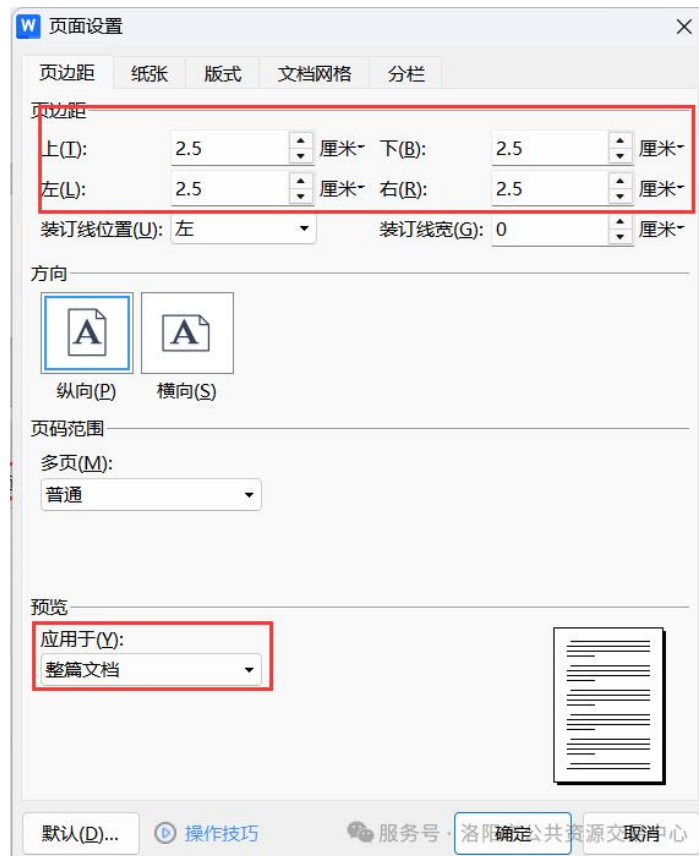 W 页面设置
页边距 纸张 版式 文档网格 分栏
页边距
上(T): 2.5 厘米 下(B): 2.5 厘米
左(L): 2.5 厘米 右(R): 2.5 厘米
装订线位置(U): 左 装订线宽(G): 0 厘米
方向
A A
纵向(P) 横向(S)
页码范围
多页(M):
普通
预览
应用于(Y):
整篇文档
默认(D)... 操作技巧 确定 取消
服务号 · 洛阳市公共资源交易中心